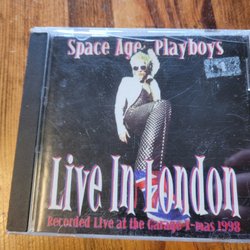 Space Age Playboys
Live In London
Recorded Live at the Garage X-mas 1998